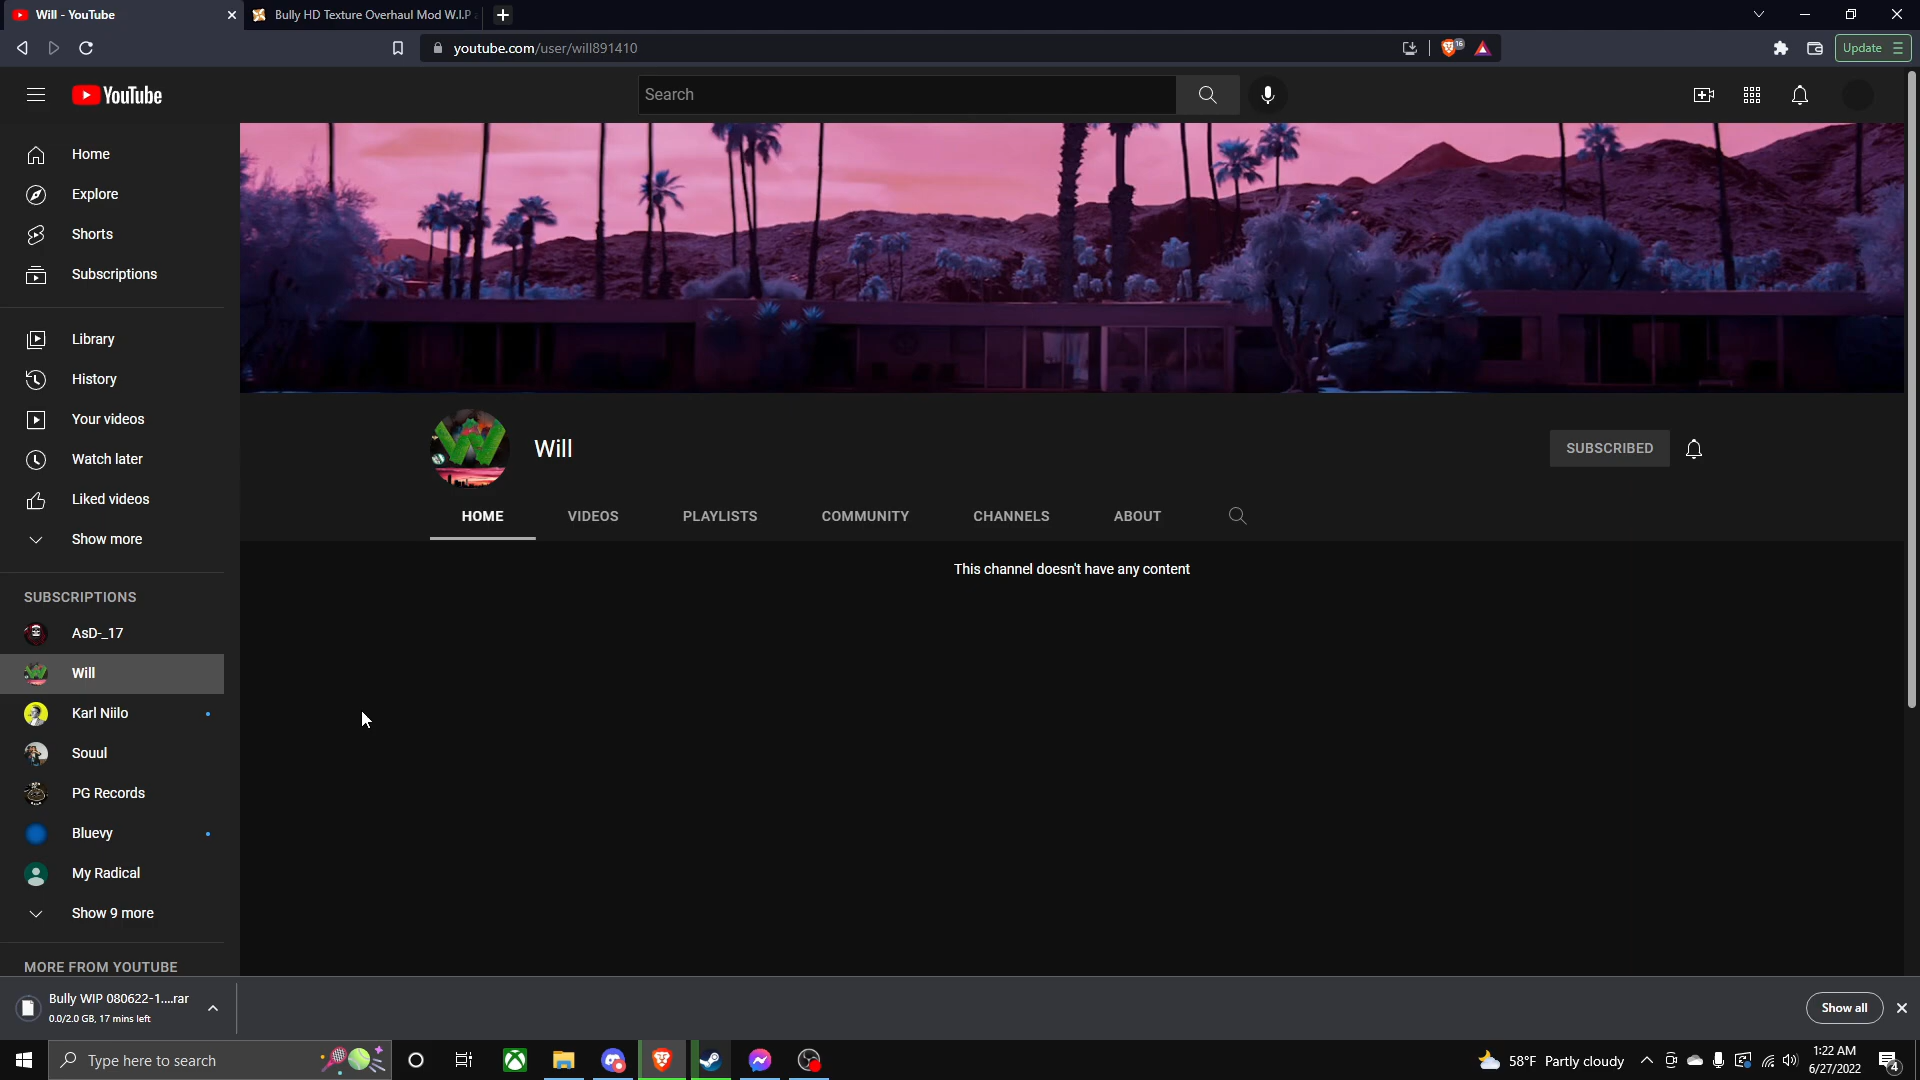 Will - YouTube
Bully HD Texture Overhaul Mod W.I.P
youtube.com/user/will891410
16
Update
YouTube
Search
Home
Explore
Shorts
Subscriptions
Library
History
Your videos
Watch later
Liked videos
Show more
Will
SUBSCRIBED
HOME
VIDEOS
PLAYLISTS
COMMUNITY
CHANNELS
ABOUT
This channel doesn't have any content
SUBSCRIPTIONS
AsD-_17
Will
Karl Niilo
Souul
PG Records
Bluevy
My Radical
Show 9 more
MORE FROM YOUTUBE
Bully WIP 080622-1....rar
0.0/2.0 GB, 17 mins left
Show all
Type here to search
58°F Partly cloudy
1:22 AM
6/27/2022
4